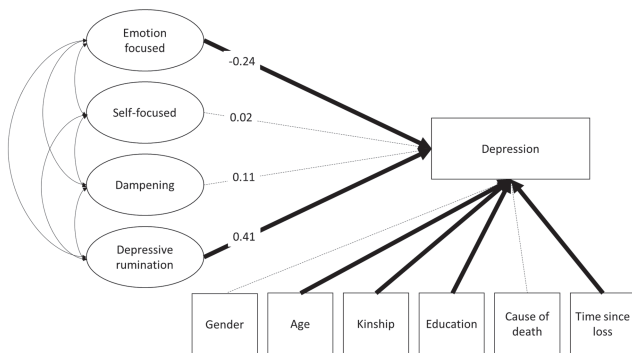 Emotion
focused
-0.24
Self-focused
0.02
Depression
Dampening
0.11
Depressive
rumination
0.41
Gender
Age
Kinship
Education
Cause of
death
Time since
loss